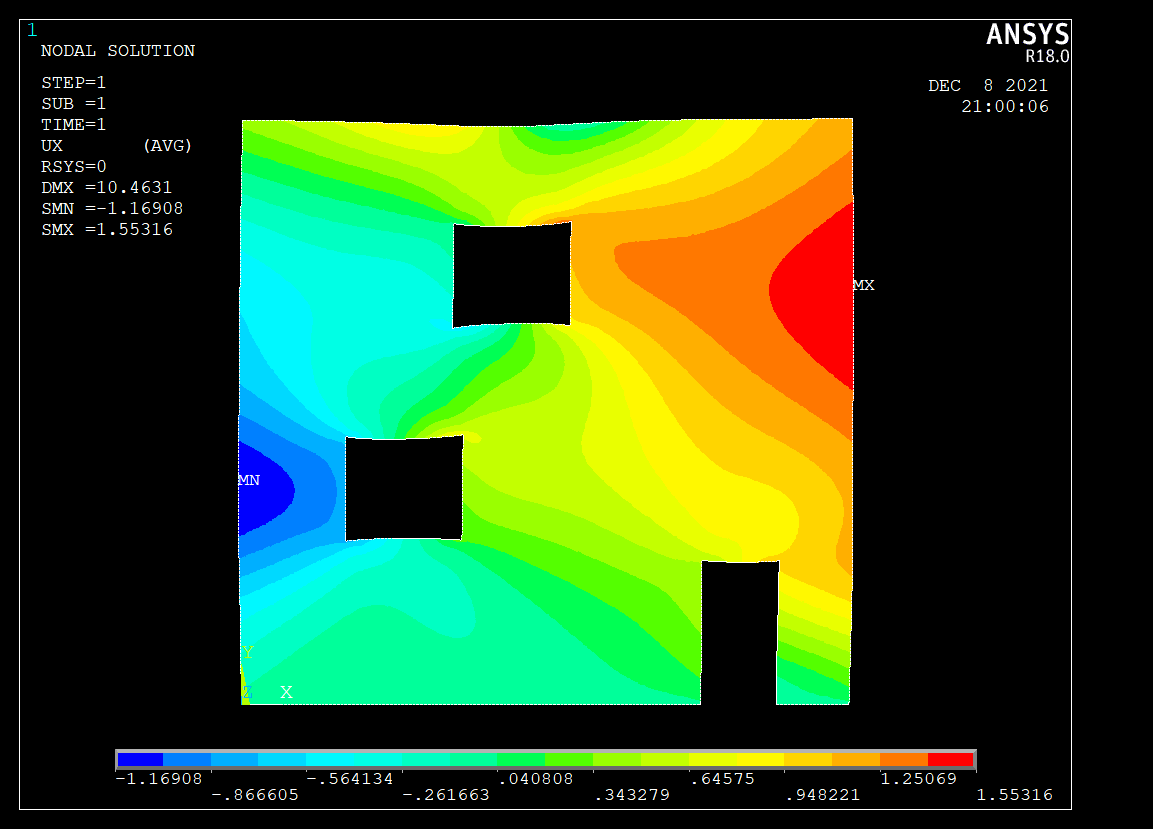 1
ANSYS
R18.0
NODAL SOLUTION
STEP=1
SUB =1
TIME=1
UX (AVG)
RSYS=0
DMX =10.4631
SMN =-1.16908
SMX =1.55316
DEC 8 2021
21:00:06
MX
MN
Y
Z X
-1.16908 -.564134 .040808 .64575 1.25069
-.866605 -.261663 .343279 .948221 1.55316